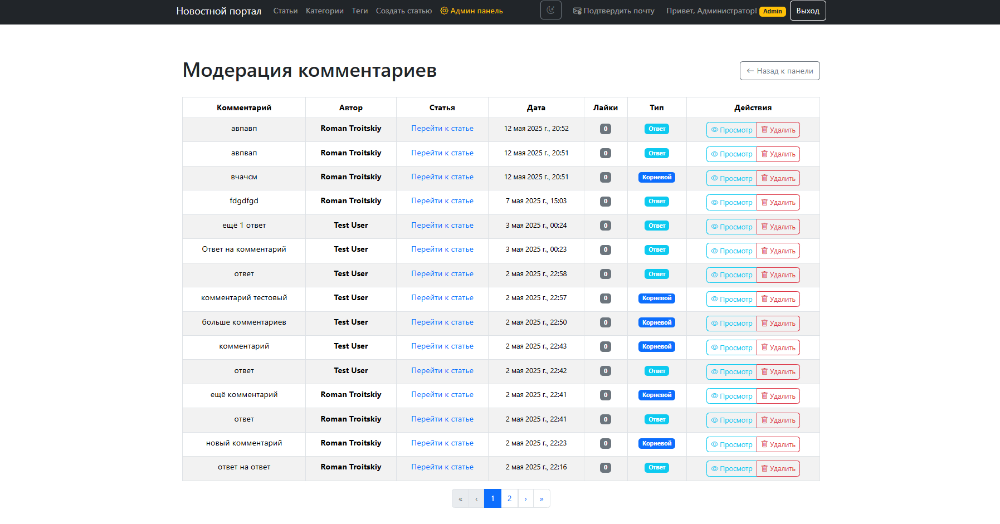 Новостной портал Статьи Категории Теги Создать статью Админ панель Подтвердить почту Привет, Администратор! Admin Выход
Модерация комментариев
← Назад к панели
Комментарий Автор Статья Дата Лайки Тип Действия
авпавп Roman Troitskiy Перейти к статье 12 мая 2025 г., 20:52 0 Ответ Просмотр Удалить
авпвап Roman Troitskiy Перейти к статье 12 мая 2025 г., 20:51 0 Ответ Просмотр Удалить
вчачсм Roman Troitskiy Перейти к статье 12 мая 2025 г., 20:51 0 Корневой Просмотр Удалить
fdgdfgd Roman Troitskiy Перейти к статье 7 мая 2025 г., 15:03 0 Ответ Просмотр Удалить
ещё 1 ответ Test User Перейти к статье 3 мая 2025 г., 00:24 0 Ответ Просмотр Удалить
Ответ на комментарий Test User Перейти к статье 3 мая 2025 г., 00:23 0 Ответ Просмотр Удалить
ответ Test User Перейти к статье 2 мая 2025 г., 22:58 0 Ответ Просмотр Удалить
комментарий тестовый Test User Перейти к статье 2 мая 2025 г., 22:57 0 Корневой Просмотр Удалить
больше комментариев Test User Перейти к статье 2 мая 2025 г., 22:50 0 Корневой Просмотр Удалить
комментарий Test User Перейти к статье 2 мая 2025 г., 22:43 0 Корневой Просмотр Удалить
ответ Test User Перейти к статье 2 мая 2025 г., 22:42 0 Ответ Просмотр Удалить
ещё комментарий Roman Troitskiy Перейти к статье 2 мая 2025 г., 22:41 0 Корневой Просмотр Удалить
ответ Roman Troitskiy Перейти к статье 2 мая 2025 г., 22:41 0 Ответ Просмотр Удалить
новый комментарий Roman Troitskiy Перейти к статье 2 мая 2025 г., 22:23 0 Корневой Просмотр Удалить
ответ на ответ Roman Troitskiy Перейти к статье 2 мая 2025 г., 22:16 0 Ответ Просмотр Удалить
« ‹ 1 2 › »